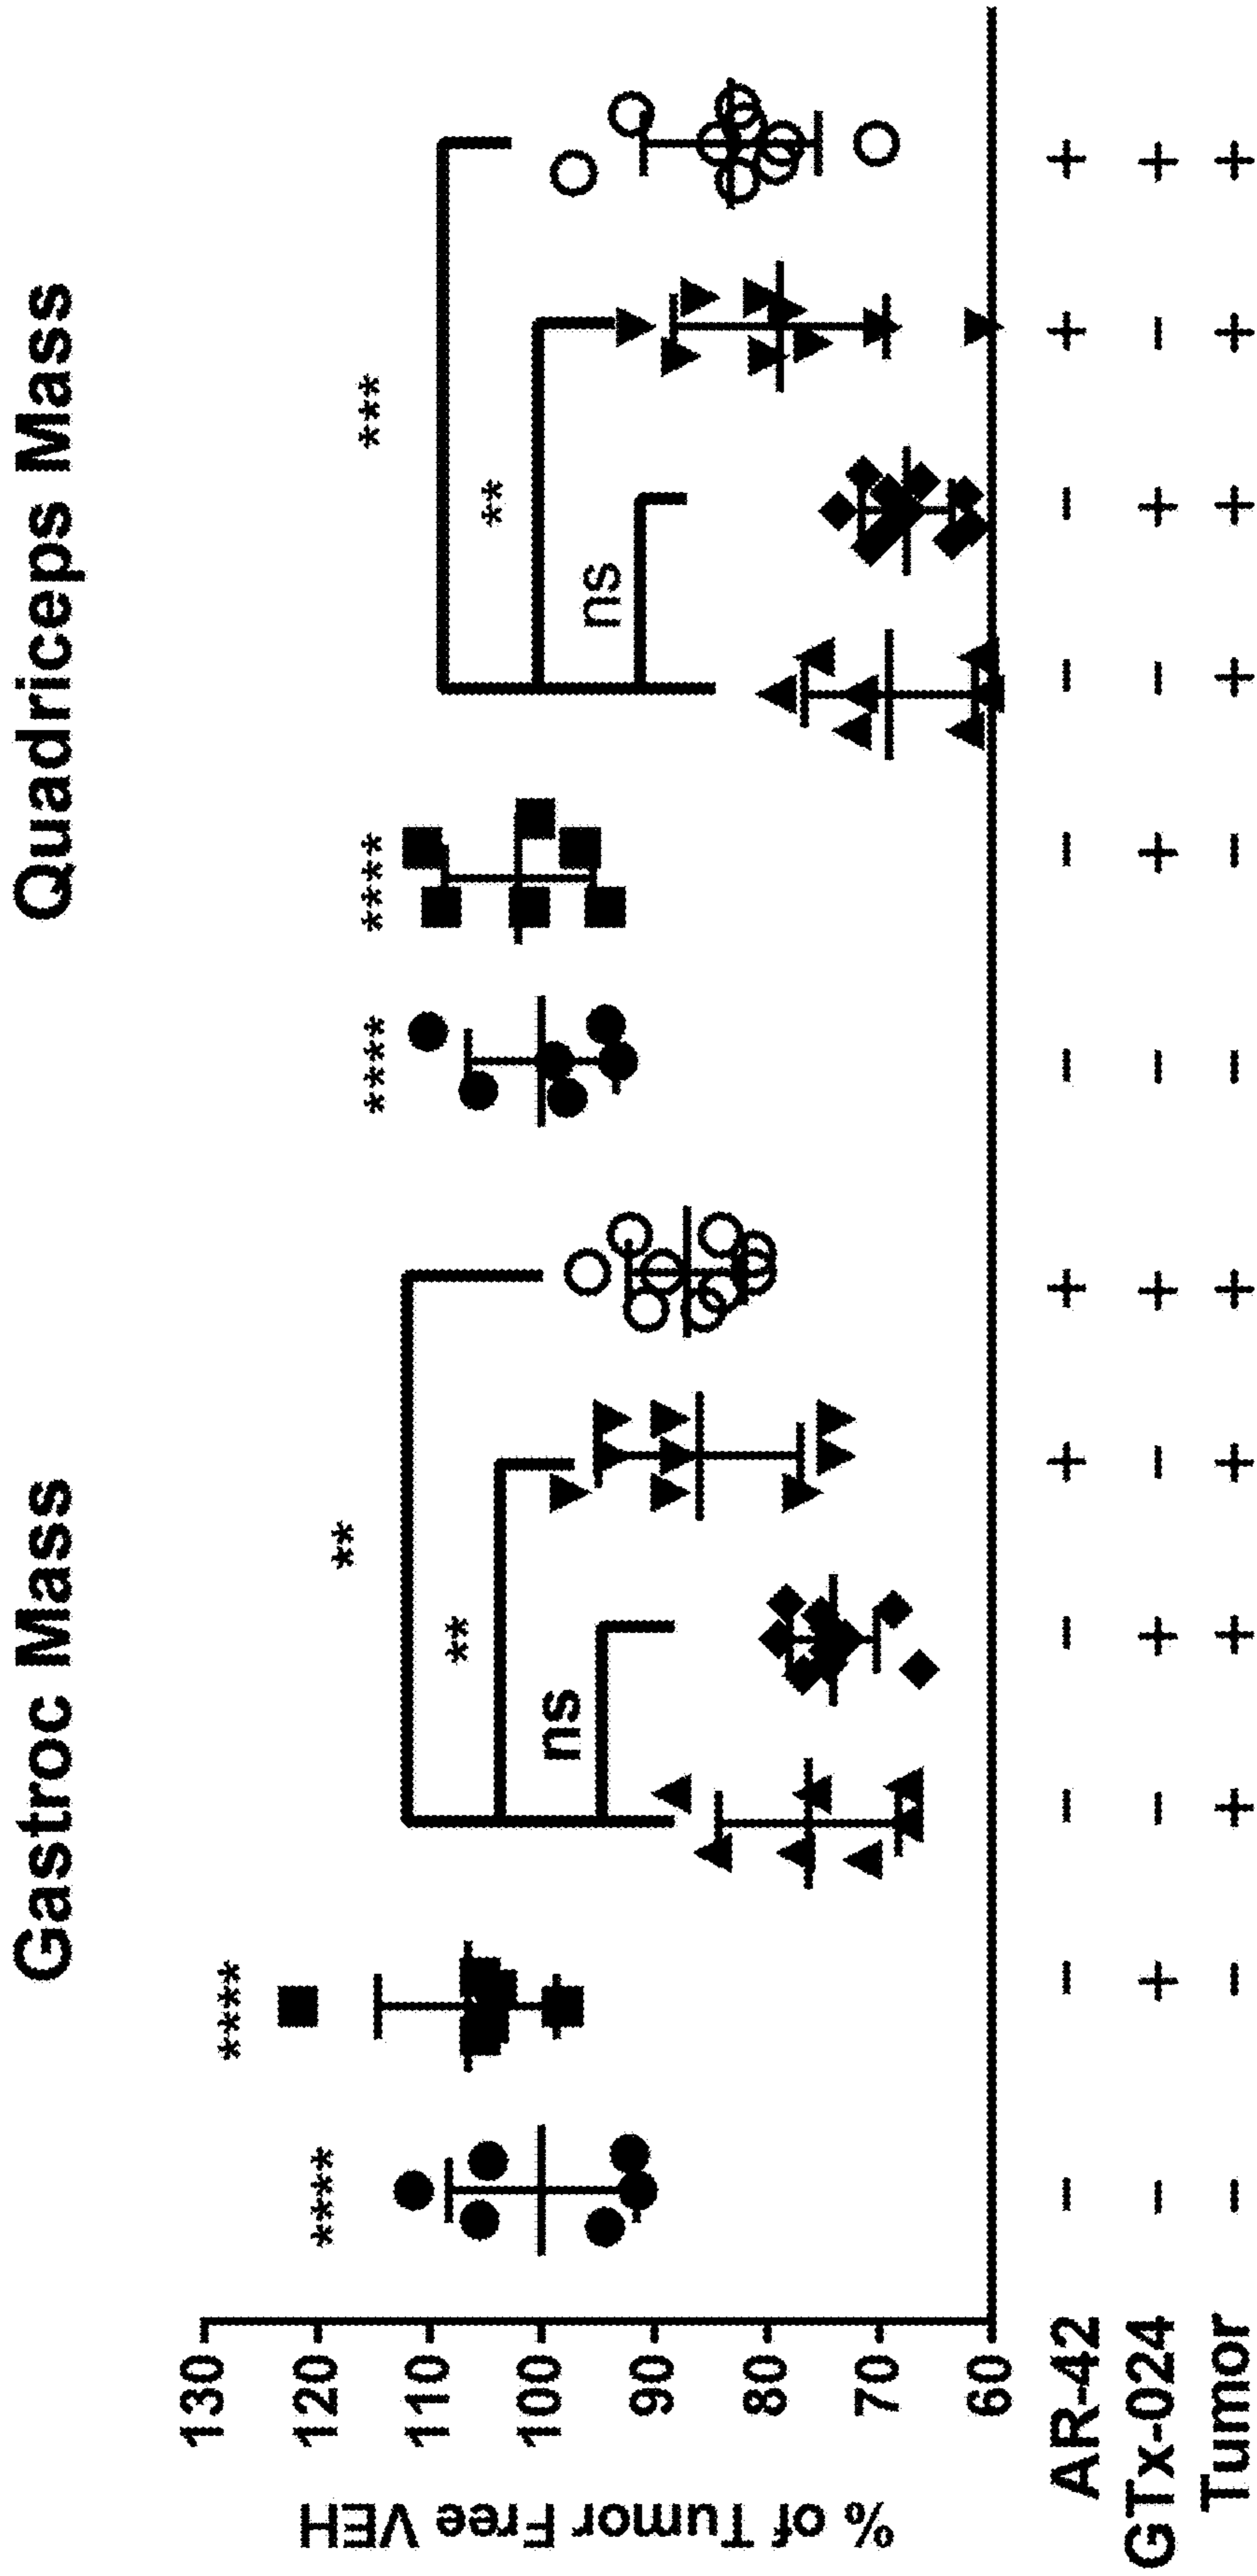 Gastroc Mass
Quadriceps Mass
% of Tumor Free VEH
130
120
110
100
90
80
70
60
**** **** ns ** **
**** **** ns ** ***
AR-42 - - - - + + - - - - + +
GTx-024 - + - + - + - + - + - +
Tumor - - + + + + - - + + + +